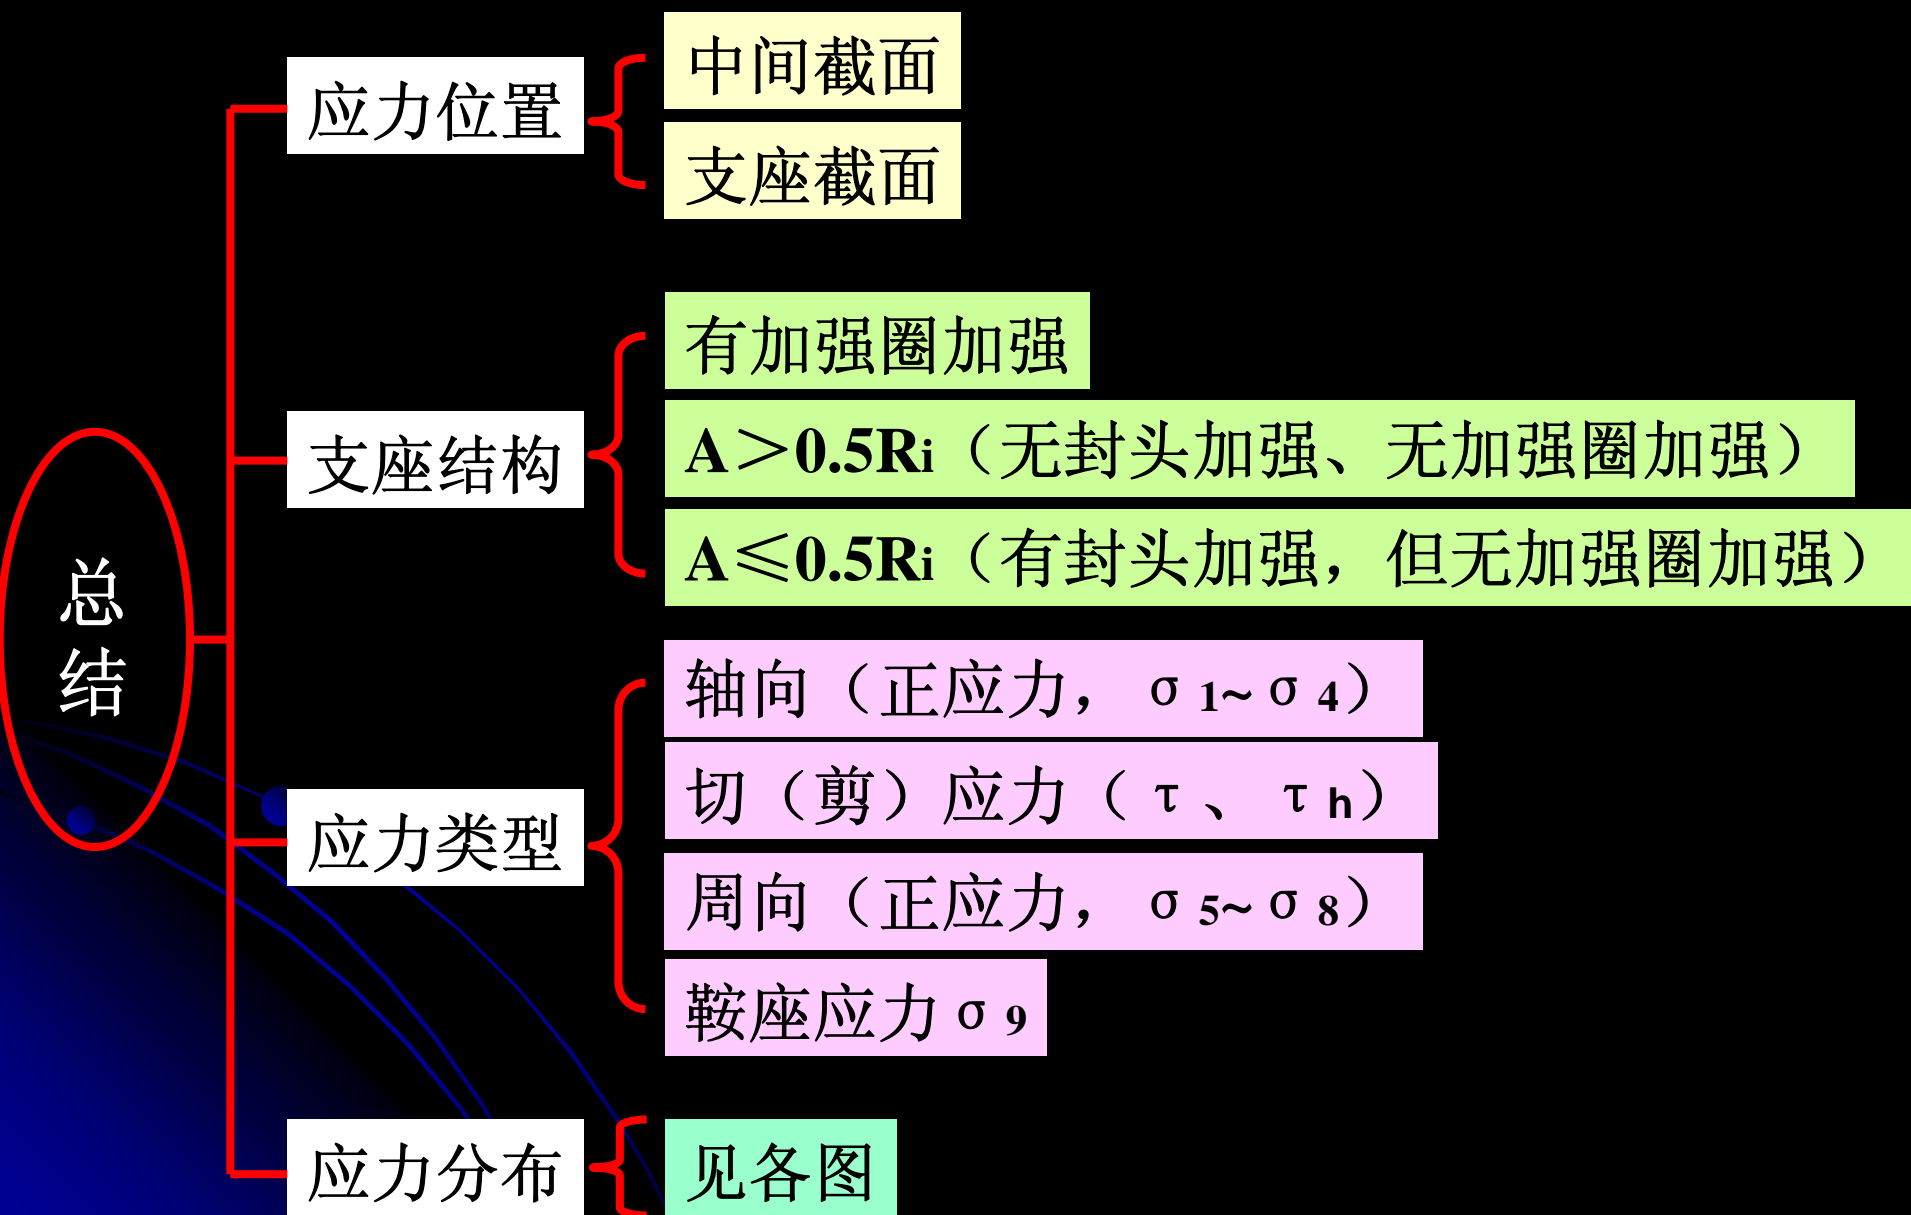 总
结
应力位置
中间截面
支座截面
支座结构
有加强圈加强
A＞0.5Ri（无封头加强、无加强圈加强）
A≤0.5Ri（有封头加强，但无加强圈加强）
应力类型
轴向（正应力，σ1~σ4）
切（剪）应力（τ、τh）
周向（正应力，σ5~σ8）
鞍座应力σ9
应力分布
见各图